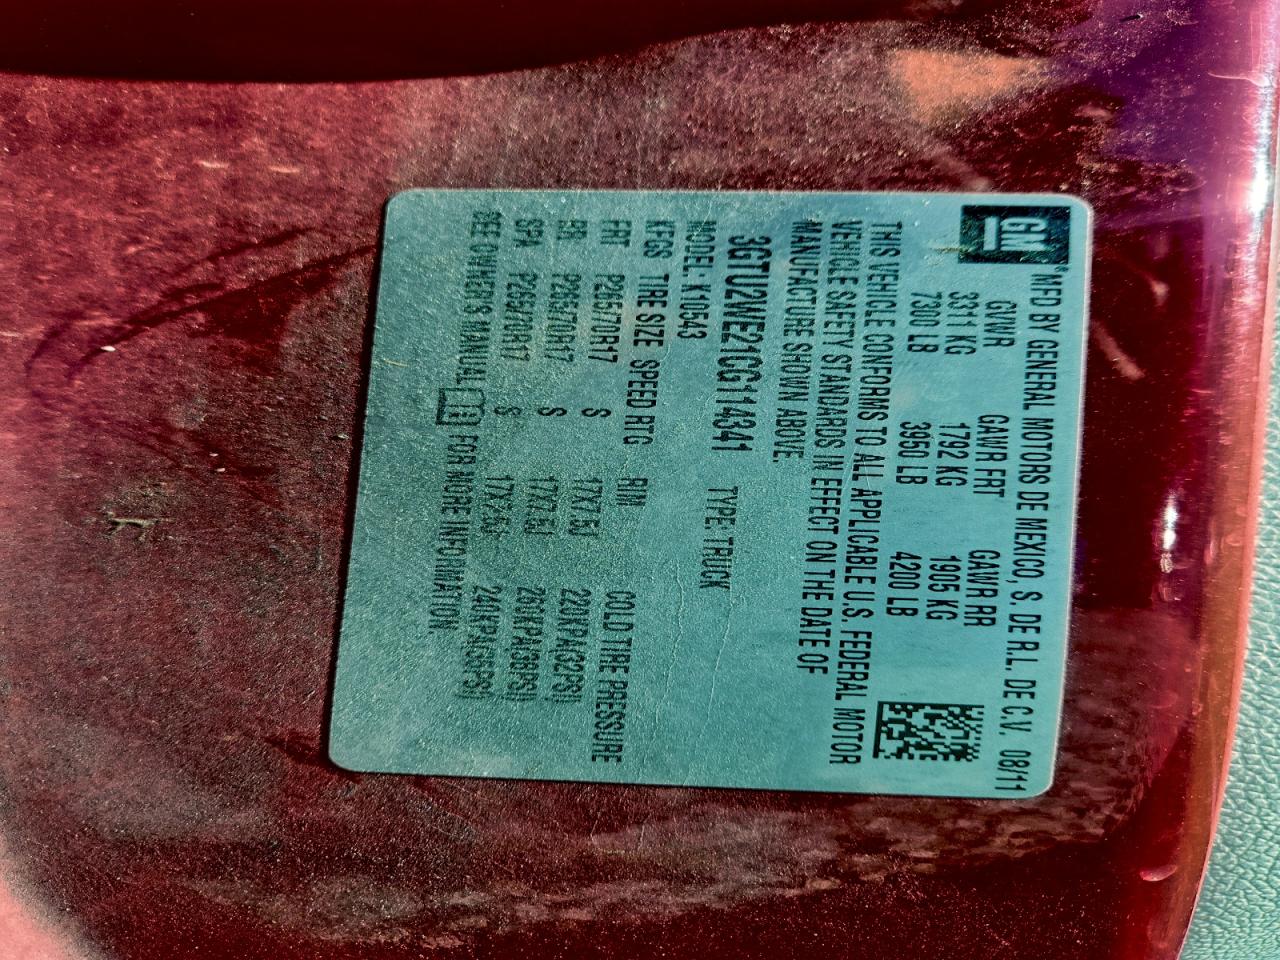 GM
®MFD BY GENERAL MOTORS DE MEXICO, S. DE R.L. DE C.V. 08/11
GVWR GAWR FRT GAWR RR
3311 KG 1792 KG 1905 KG
7300 LB 3950 LB 4200 LB
THIS VEHICLE CONFORMS TO ALL APPLICABLE U.S. FEDERAL MOTOR
VEHICLE SAFETY STANDARDS IN EFFECT ON THE DATE OF
MANUFACTURE SHOWN ABOVE.
3GTU2WE21CG114341 TYPE: TRUCK
MODEL: K10543
KFGS TIRE SIZE SPEED RTG RIM COLD TIRE PRESSURE
FRT P265/70R17 S 17X7.5J 220KPA(32PSI)
RR P265/70R17 S 17X7.5J
SPA P265/70R17 S 17X7.5J 240KPA(35PSI)
SEE OWNER'S MANUAL i FOR MORE INFORMATION.